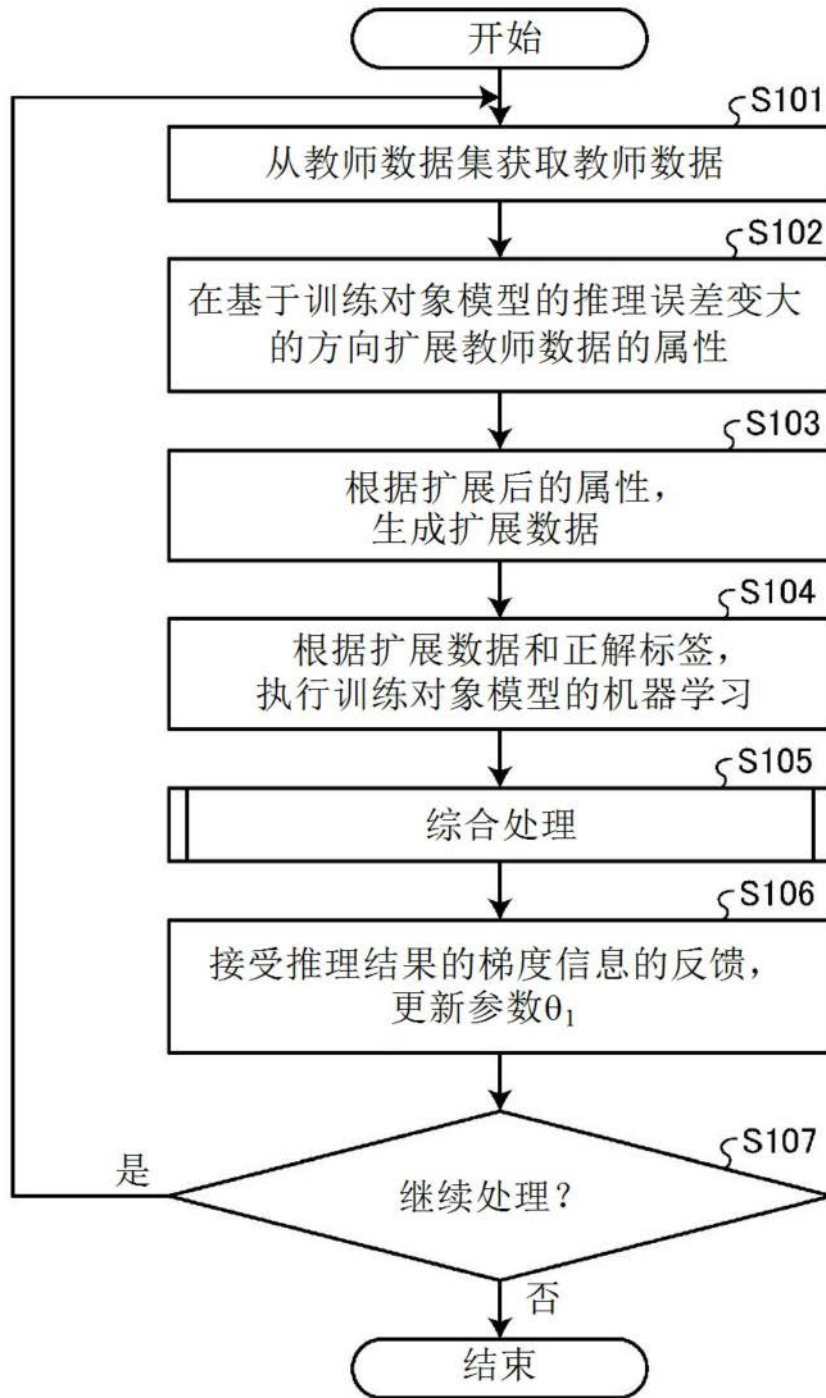 开始
S101
从教师数据集获取教师数据
S102
在基于训练对象模型的推理误差变大
的方向扩展教师数据的属性
S103
根据扩展后的属性，
生成扩展数据
S104
根据扩展数据和正解标签，
执行训练对象模型的机器学习
S105
综合处理
S106
接受推理结果的梯度信息的反馈，
更新参数θ₁
S107
是
继续处理？
否
结束